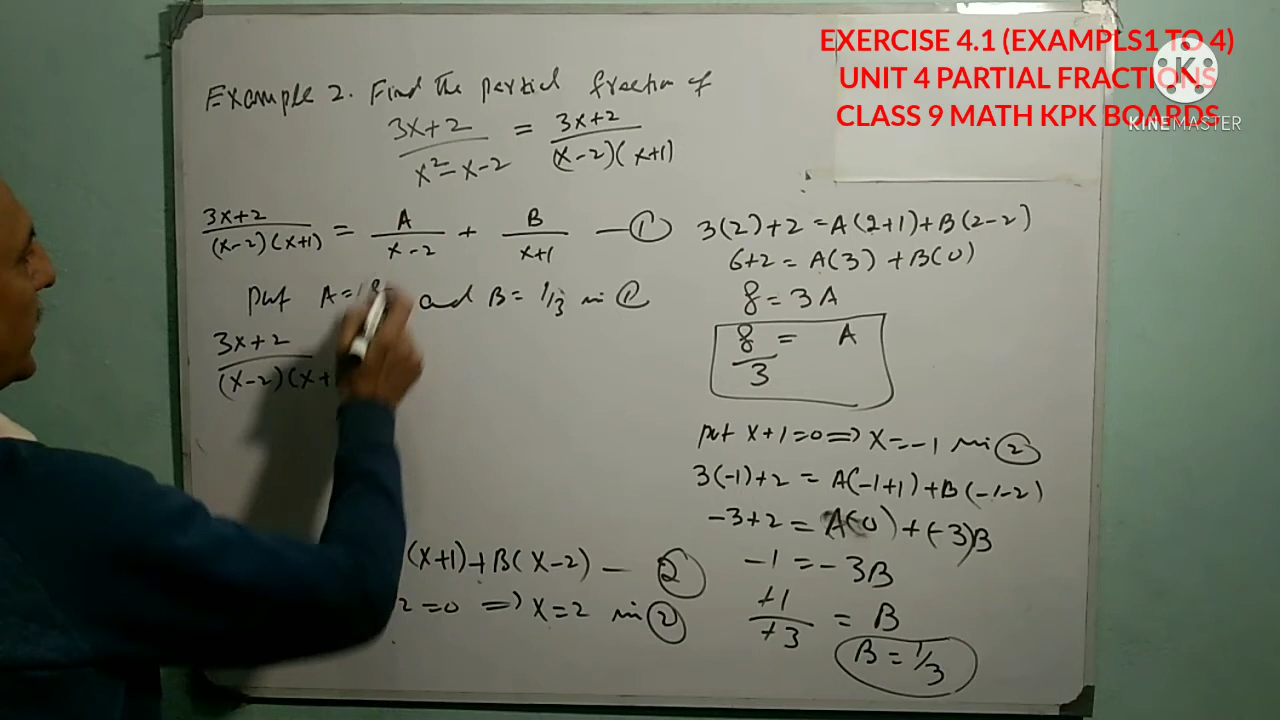 EXERCISE 4.1 (EXAMPLS1 TO 4)
UNIT 4 PARTIAL FRACTIONS
CLASS 9 MATH KPK BOARDS
KINEMASTER
Example 2. Find the partial fraction of
3x+2 / x²-x-2 = 3x+2 / (x-2)(x+1)
3x+2 / (x-2)(x+1) = A / x-2 + B / x+1 — ①
put A= and B= 1/3 in ①
3x+2 / (x-2)(x+
(x+1)+B(x-2) — ②
2=0 => x=2 in ②
3(2)+2 = A(2+1)+B(2-2)
6+2 = A(3)+B(0)
8=3A
8/3 = A
put x+1=0 => x=-1 in ②
3(-1)+2 = A(-1+1)+B(-1-2)
-3+2 = A(0)+(-3)B
-1=-3B
+1/+3 = B
B=1/3